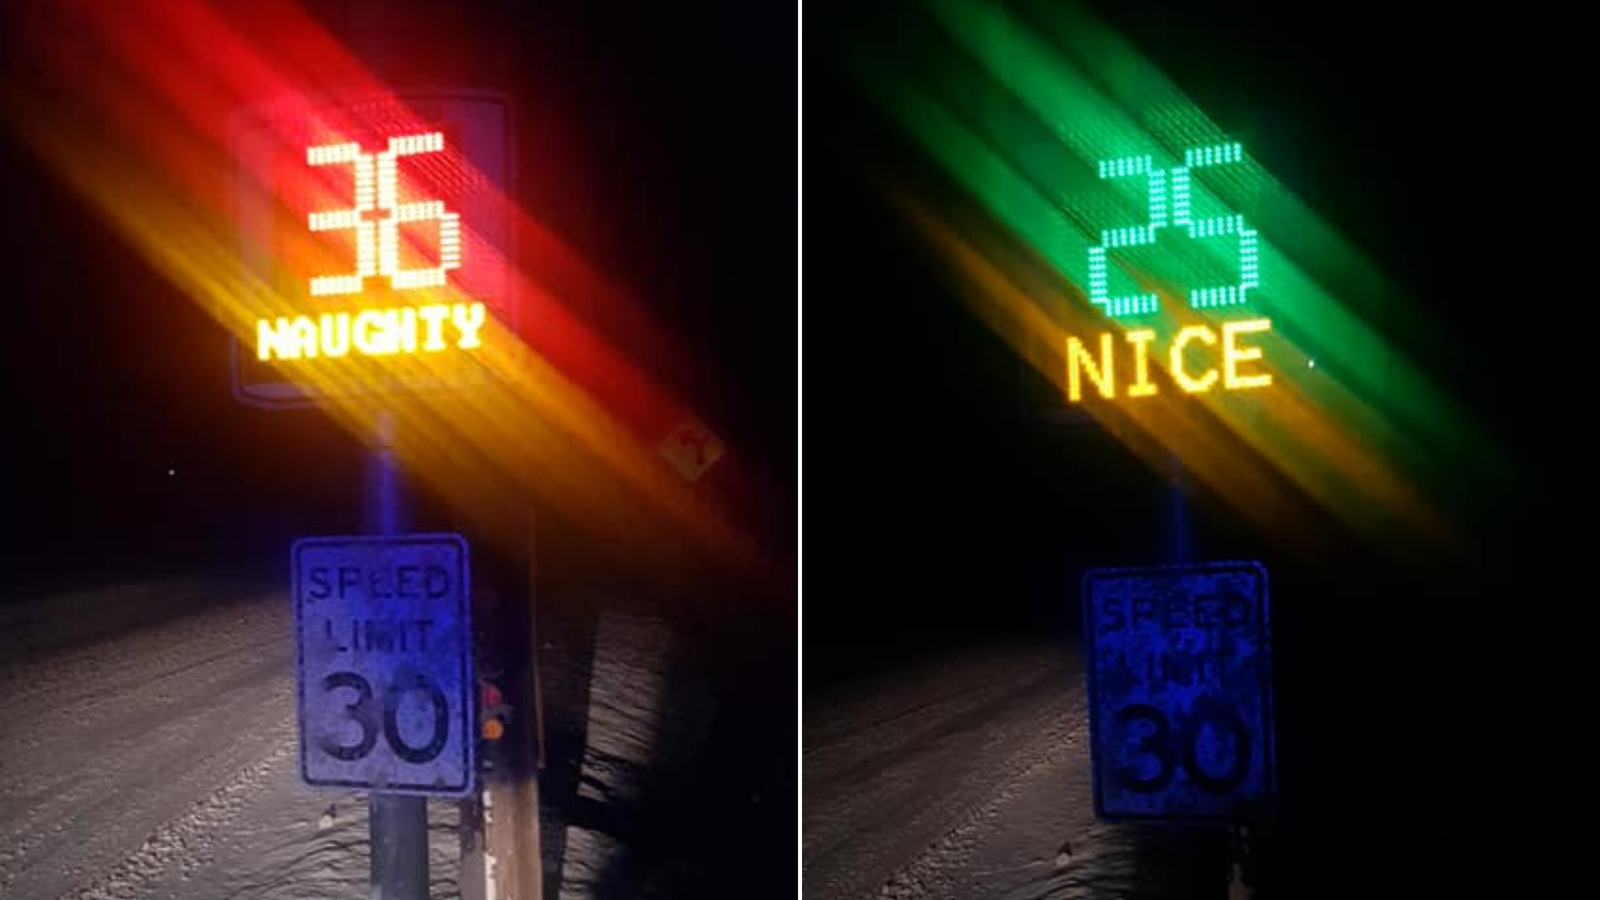 36
NAUGHTY
SPEED
LIMIT
30
25
NICE
SPEED
LIMIT
30